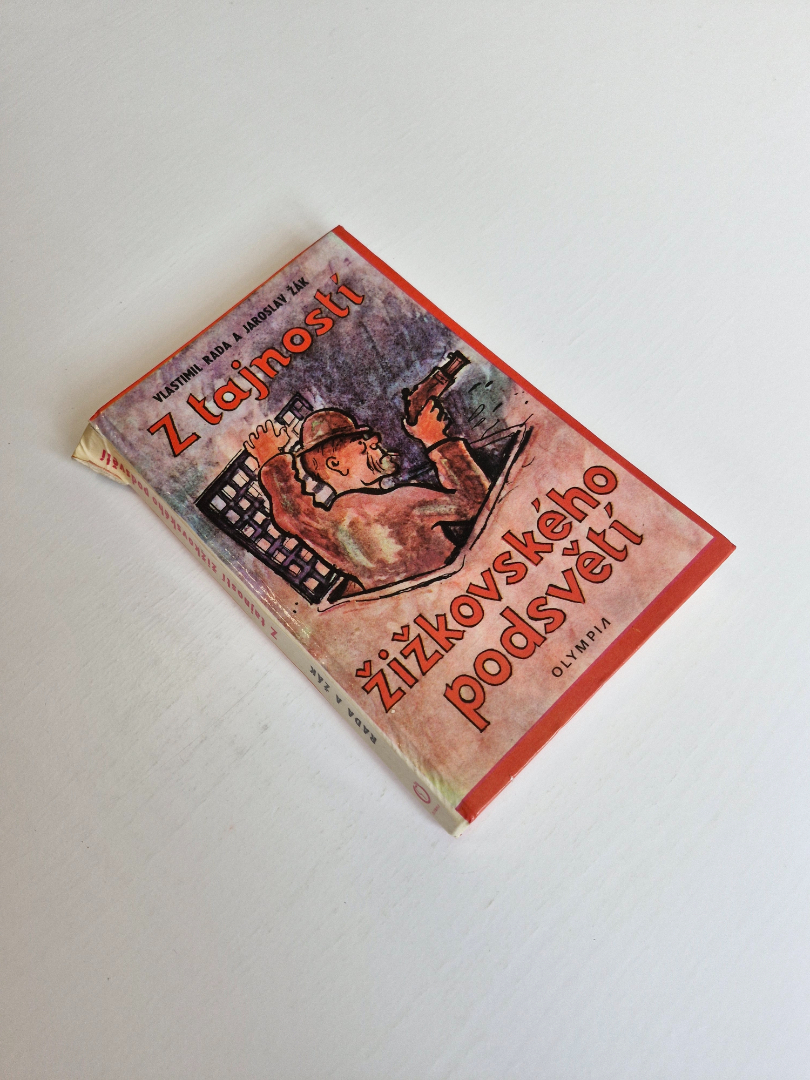 VLASTIMIL RADA A JAROSLAV ŽÁK
Z tajností
žižkovského
podsvětí
OLYMPIA
RADA A ŽÁK
Z tajností žižkovského podsvětí